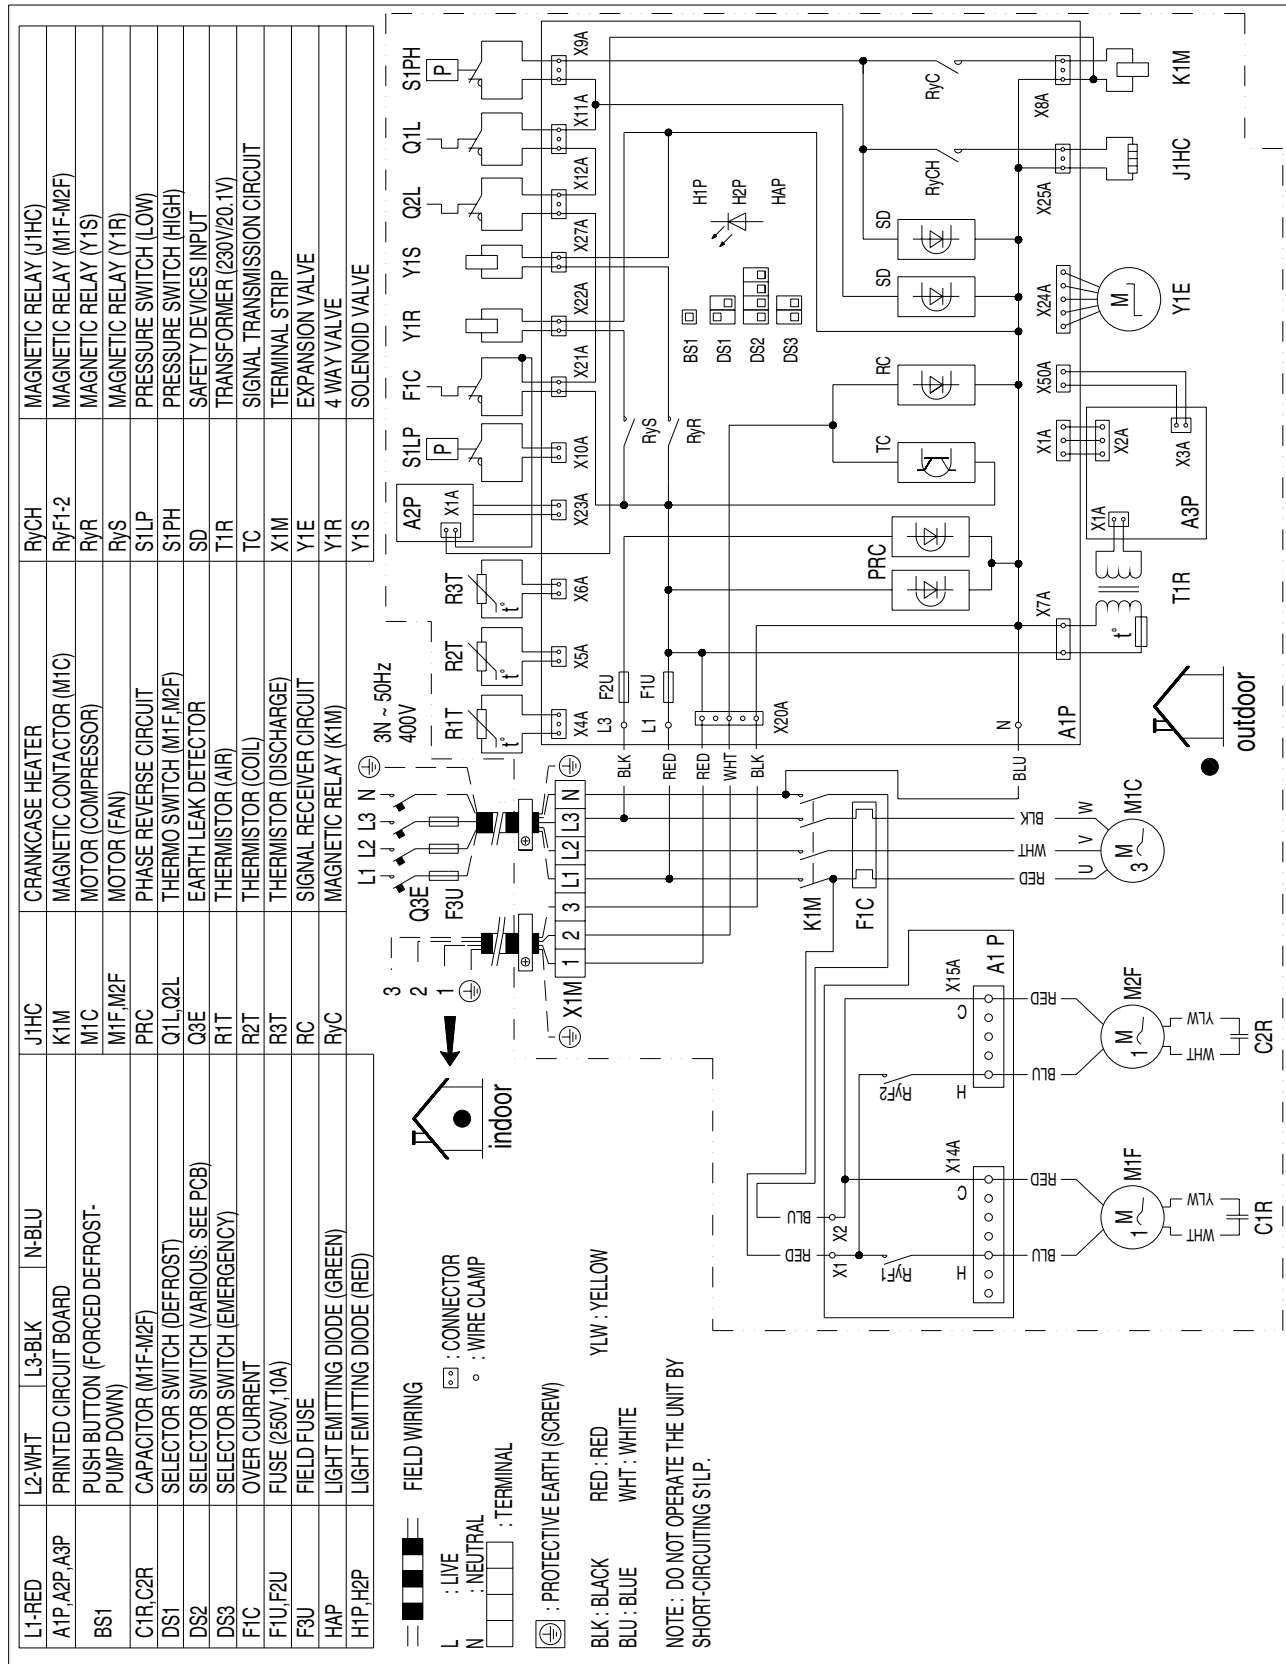 L1-RED L2-WHT L3-BLK N-BLU
A1P,A2P,A3P PRINTED CIRCUIT BOARD
BS1 PUSH BUTTON (FORCED DEFROST-
PUMP DOWN)
C1R,C2R CAPACITOR (M1F-M2F)
DS1 SELECTOR SWITCH (DEFROST)
DS2 SELECTOR SWITCH (VARIOUS: SEE PCB)
DS3 SELECTOR SWITCH (EMERGENCY)
F1C OVER CURRENT
F1U,F2U FUSE (250V,10A)
F3U FIELD FUSE
HAP LIGHT EMITTING DIODE (GREEN)
H1P,H2P LIGHT EMITTING DIODE (RED)
J1HC CRANKCASE HEATER
K1M MAGNETIC CONTACTOR (M1C)
M1C MOTOR (COMPRESSOR)
M1F,M2F MOTOR (FAN)
PRC PHASE REVERSE CIRCUIT
Q1L,Q2L THERMO SWITCH (M1F,M2F)
Q3E EARTH LEAK DETECTOR
R1T THERMISTOR (AIR)
R2T THERMISTOR (COIL)
R3T THERMISTOR (DISCHARGE)
RC SIGNAL RECEIVER CIRCUIT
RyC MAGNETIC RELAY (K1M)
RyCH MAGNETIC RELAY (J1HC)
RyF1-2 MAGNETIC RELAY (M1F-M2F)
RyR MAGNETIC RELAY (Y1S)
RyS MAGNETIC RELAY (Y1R)
S1LP PRESSURE SWITCH (LOW)
S1PH PRESSURE SWITCH (HIGH)
SD SAFETY DEVICES INPUT
T1R TRANSFORMER (230V/20.1V)
TC SIGNAL TRANSMISSION CIRCUIT
X1M TERMINAL STRIP
Y1E EXPANSION VALVE
Y1R 4 WAY VALVE
Y1S SOLENOID VALVE
FIELD WIRING
L : LIVE
N : NEUTRAL
: TERMINAL
: CONNECTOR
: WIRE CLAMP
: PROTECTIVE EARTH (SCREW)
BLK : BLACK RED : RED YLW : YELLOW
BLU : BLUE WHT : WHITE
NOTE : DO NOT OPERATE THE UNIT BY
SHORT-CIRCUITING S1LP.
indoor
3
2
1
L1 L2 L3 N
Q3E
F3U
3N ~ 50Hz
400V
X1M 1 2 3 L1 L2 L3 N
R1T R2T R3T A2P S1LP F1C Y1R Y1S Q2L Q1L S1PH
t° t° t° X1A P P
X4A X5A X6A X23A X10A X21A X22A X27A X12A X11A X9A
BLK L3 F2U
RED L1 F1U
RED
WHT
BLK
X20A
RyS
RyR
BS1
DS1
DS2
DS3
H1P
H2P
HAP
PRC TC RC SD SD RyCH RyC
BLU N
A1P
X7A X1A X50A X24A X25A X8A
X2A
X3A
X1A
A3P
t°
T1R M Y1E J1HC K1M
outdoor
K1M
F1C
RED WHT BLK
U V W
M 3 M1C
RED BLU
X1 X2
RyF1 RyF2
H C X14A
H C X15A
A1P
BLU RED BLU RED
M 1 M1F
M 1 M2F
WHT YLW WHT YLW
C1R C2R